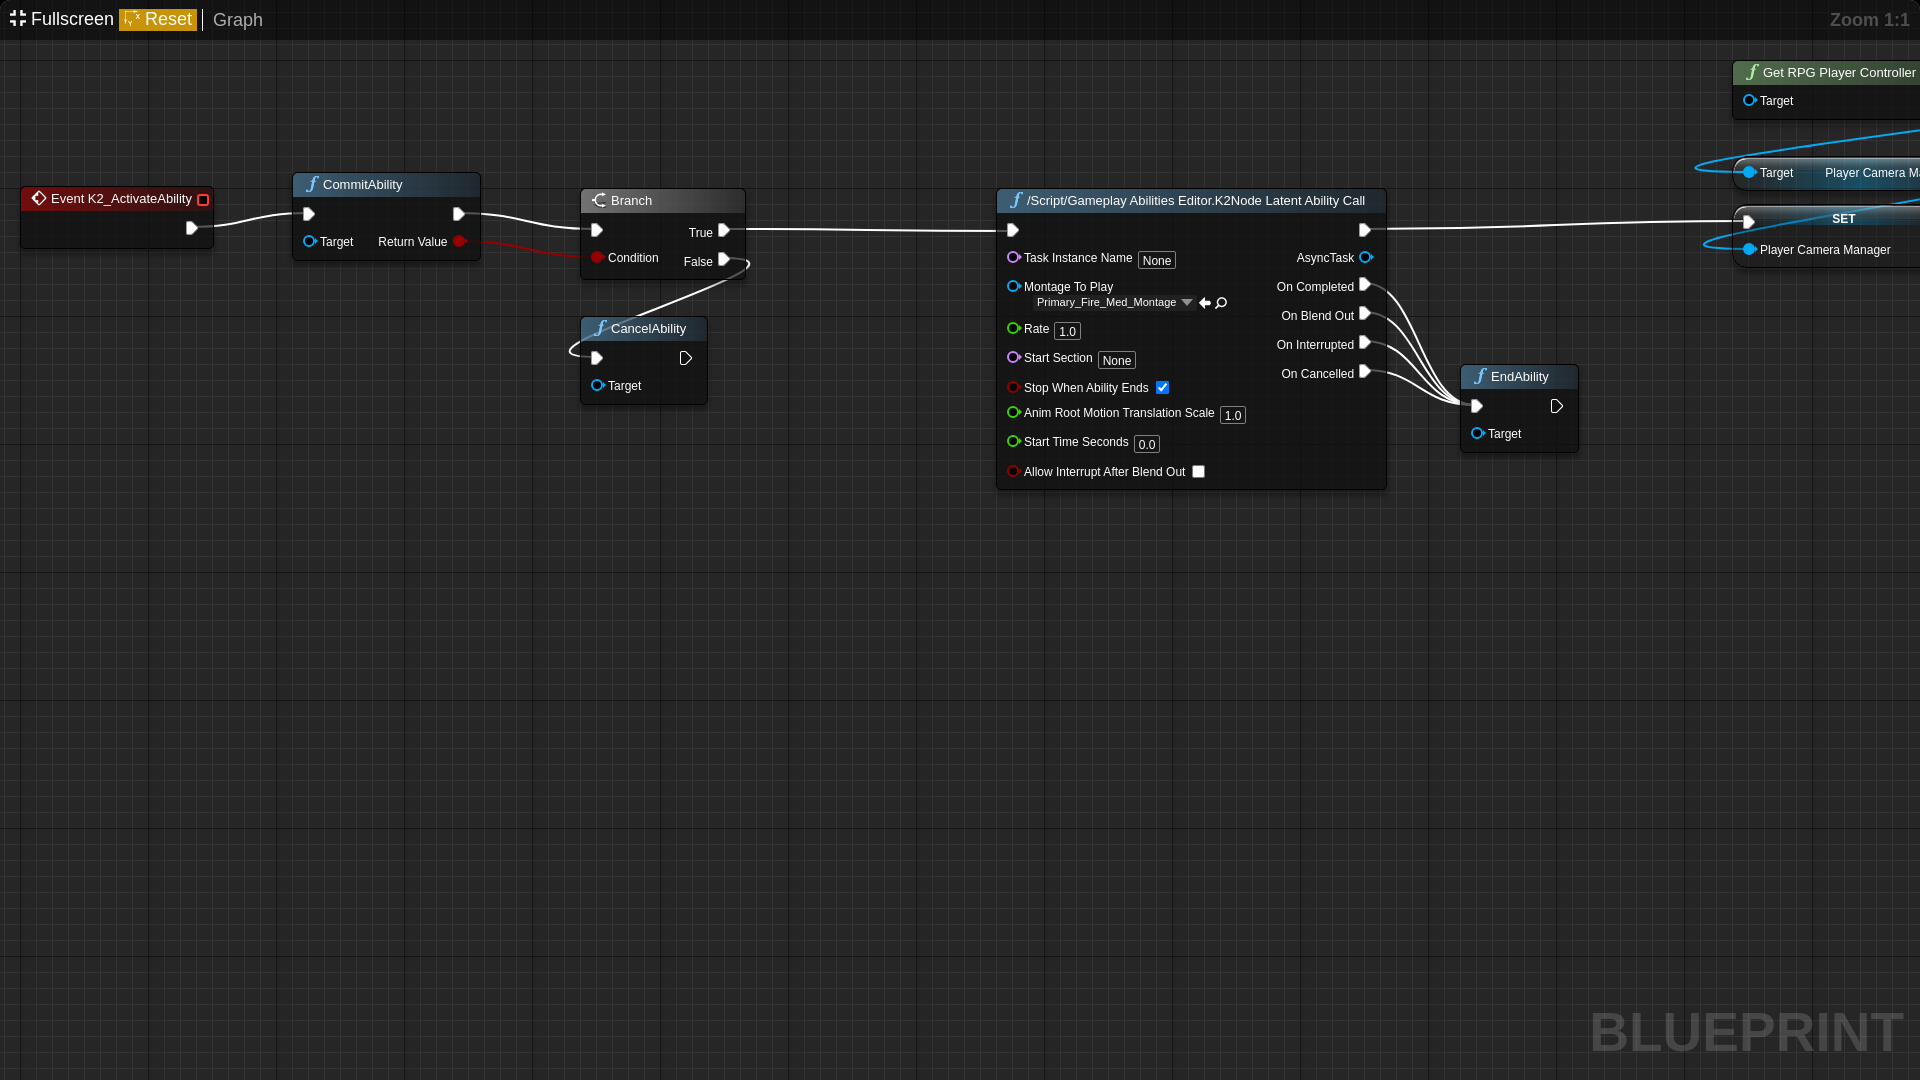 Fullscreen Reset Graph
Zoom 1:1
Get RPG Player Controller
Target
Target Player Camera Ma
SET
Player Camera Manager
Event K2_ActivateAbility
CommitAbility
Target Return Value
Branch
True
Condition
False
CancelAbility
Target
/Script/Gameplay Abilities Editor.K2Node Latent Ability Call
Task Instance Name None AsyncTask
Montage To Play On Completed
Primary_Fire_Med_Montage
On Blend Out
Rate 1.0
On Interrupted
Start Section None
On Cancelled
Stop When Ability Ends
Anim Root Motion Translation Scale 1.0
Start Time Seconds 0.0
Allow Interrupt After Blend Out
EndAbility
Target
BLUEPRINT